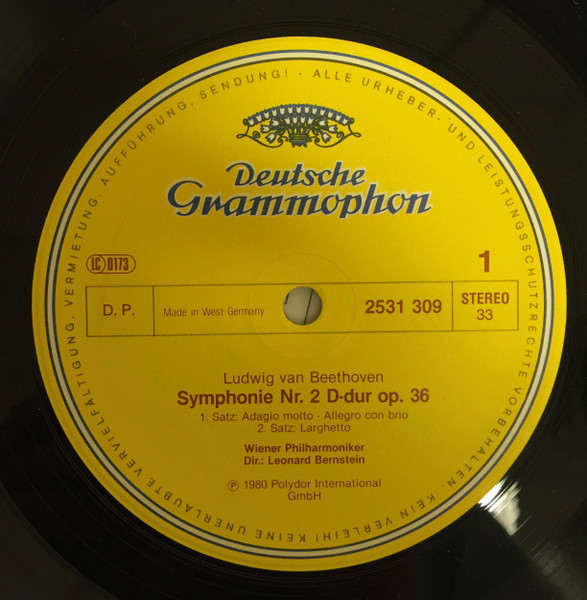 ALLE URHEBER- UND LEISTUNGSSCHUTZRECHTE VORBEHALTEN. KEIN VERLEIH! KEINE UNERLAUBTE VERVIELFÄLTIGUNG, VERMIETUNG, AUFFÜHRUNG, SENDUNG! ·
Deutsche
Grammophon
LC 0173
1
D. P.
Made in West Germany
2531 309
STEREO
33
Ludwig van Beethoven
Symphonie Nr. 2 D-dur op. 36
1. Satz: Adagio molto - Allegro con brio
2. Satz: Larghetto
Wiener Philharmoniker
Dir.: Leonard Bernstein
℗ 1980 Polydor International
GmbH